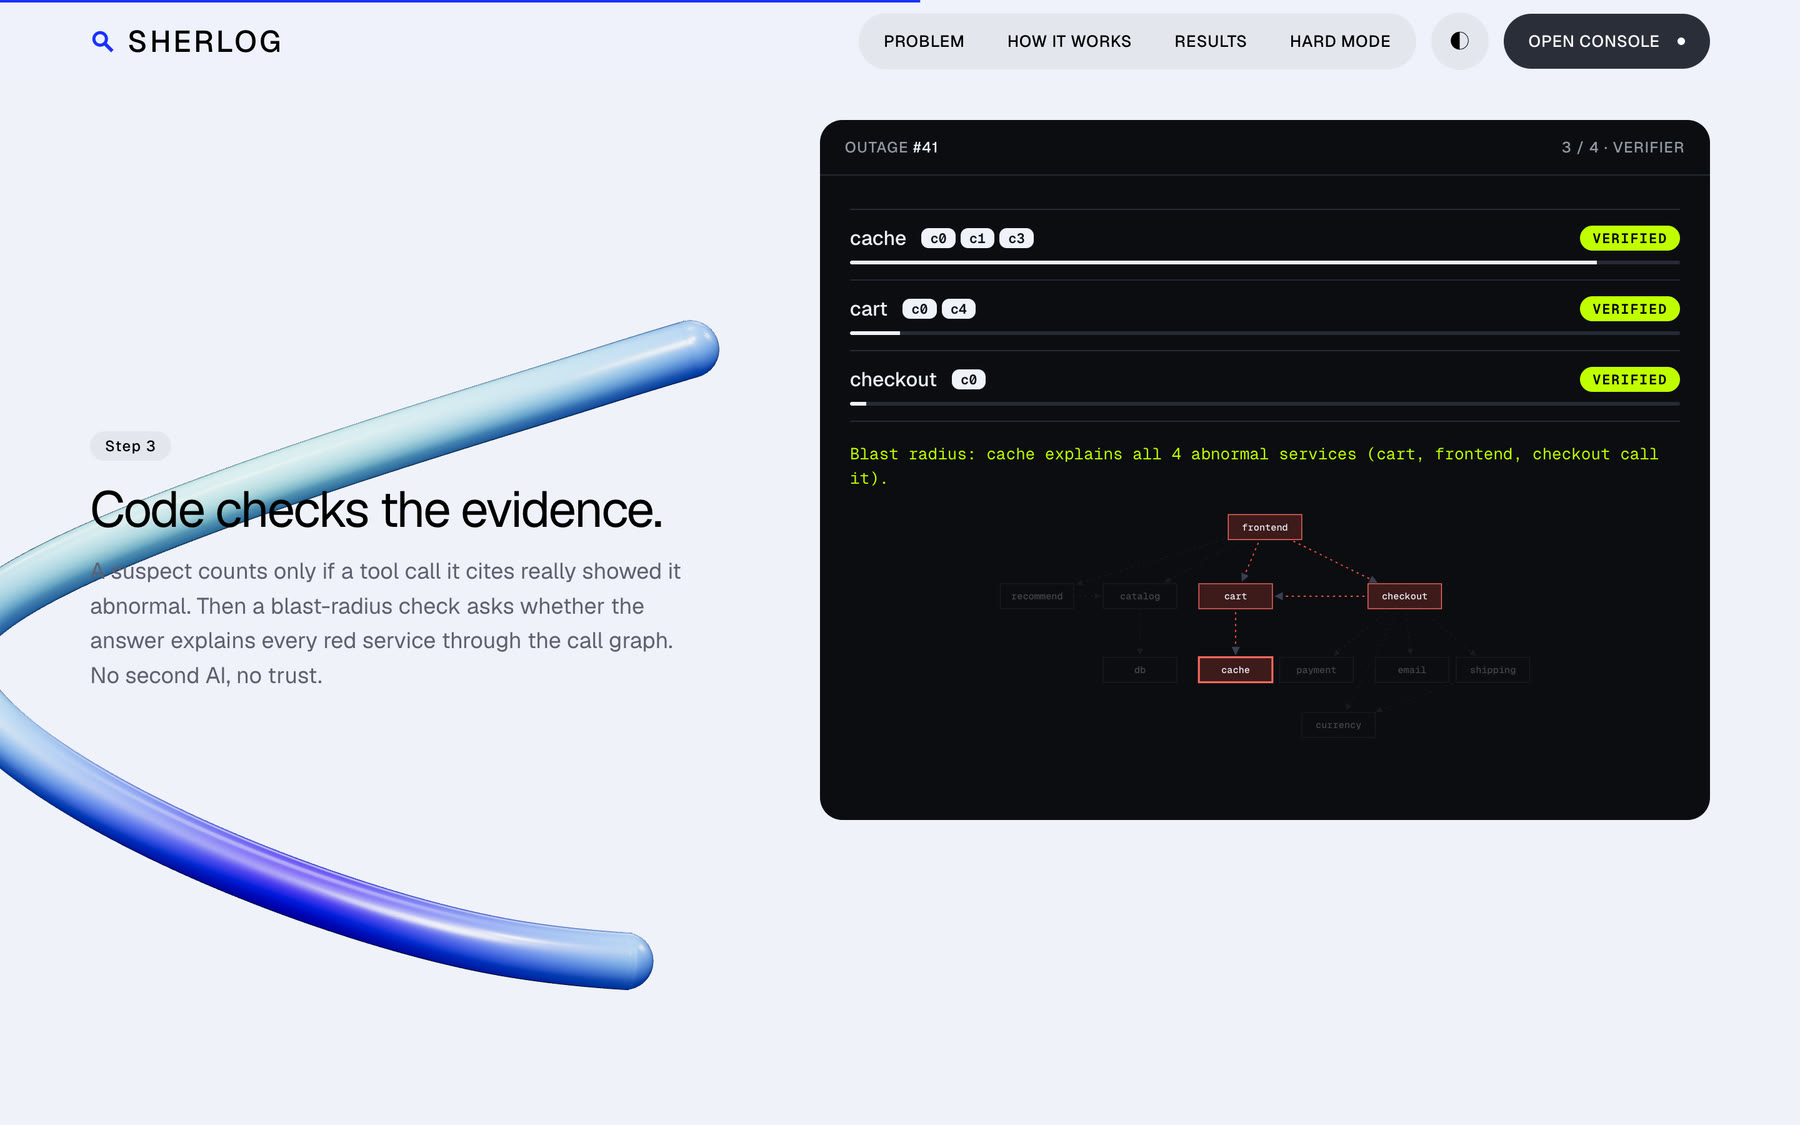 SHERLOG
PROBLEM HOW IT WORKS RESULTS HARD MODE
OPEN CONSOLE
Step 3
Code checks the evidence.
A suspect counts only if a tool call it cites really showed it
abnormal. Then a blast-radius check asks whether the
answer explains every red service through the call graph.
No second AI, no trust.
OUTAGE #41
3 / 4 · VERIFIER
cache c0 c1 c3 VERIFIED
cart c0 c4 VERIFIED
checkout c0 VERIFIED
Blast radius: cache explains all 4 abnormal services (cart, frontend, checkout call
it).
frontend
recommend catalog cart checkout
db cache payment email shipping
currency